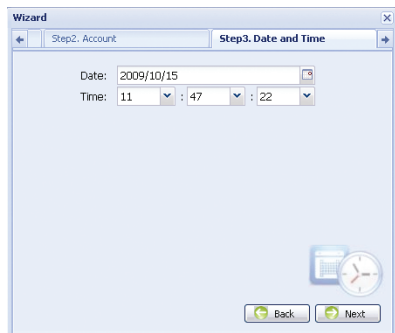 Wizard
Step2. Account Step3. Date and Time
Date: 2009/10/15
Time: 11 : 47 : 22
Back Next